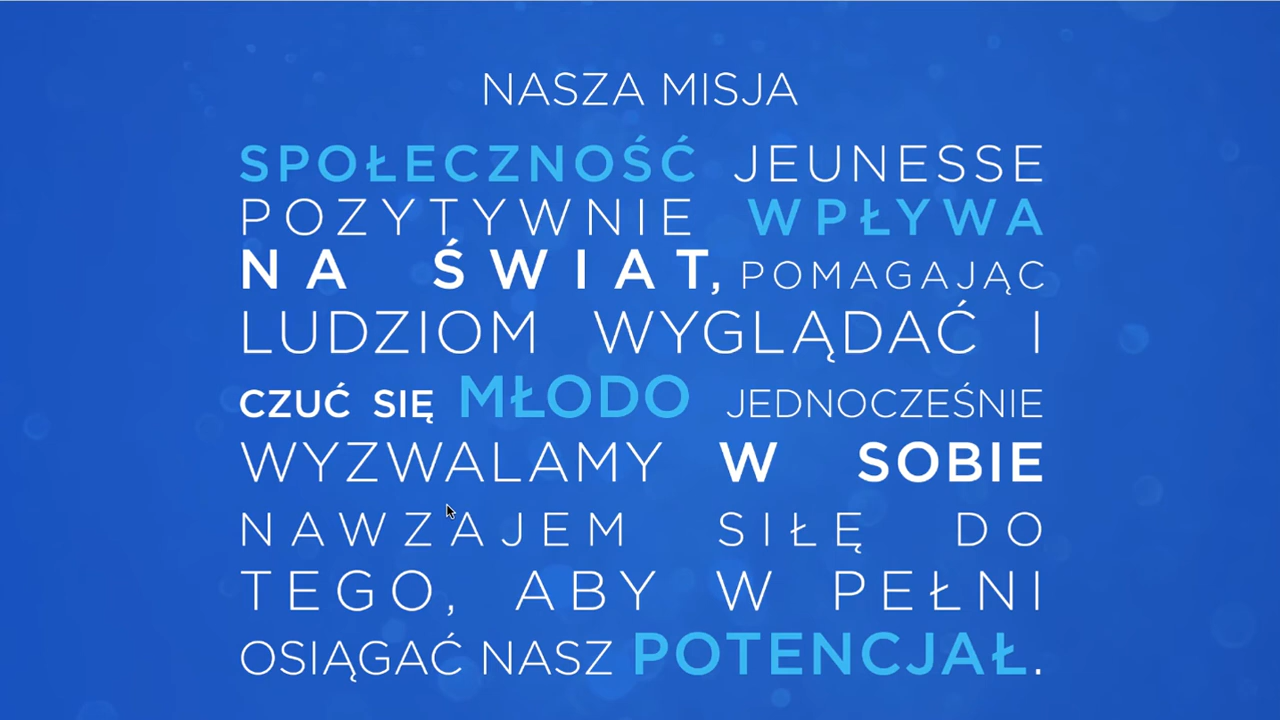 NASZA MISJA
SPOŁECZNOŚĆ JEUNESSE
POZYTYWNIE WPŁYWA
NA ŚWIAT, POMAGAJĄC
LUDZIOM WYGLĄDAĆ I
CZUĆ SIĘ MŁODO JEDNOCZEŚNIE
WYZWALAMY W SOBIE
NAWZAJEM SIŁĘ DO
TEGO, ABY W PEŁNI
OSIĄGAĆ NASZ POTENCJAŁ.